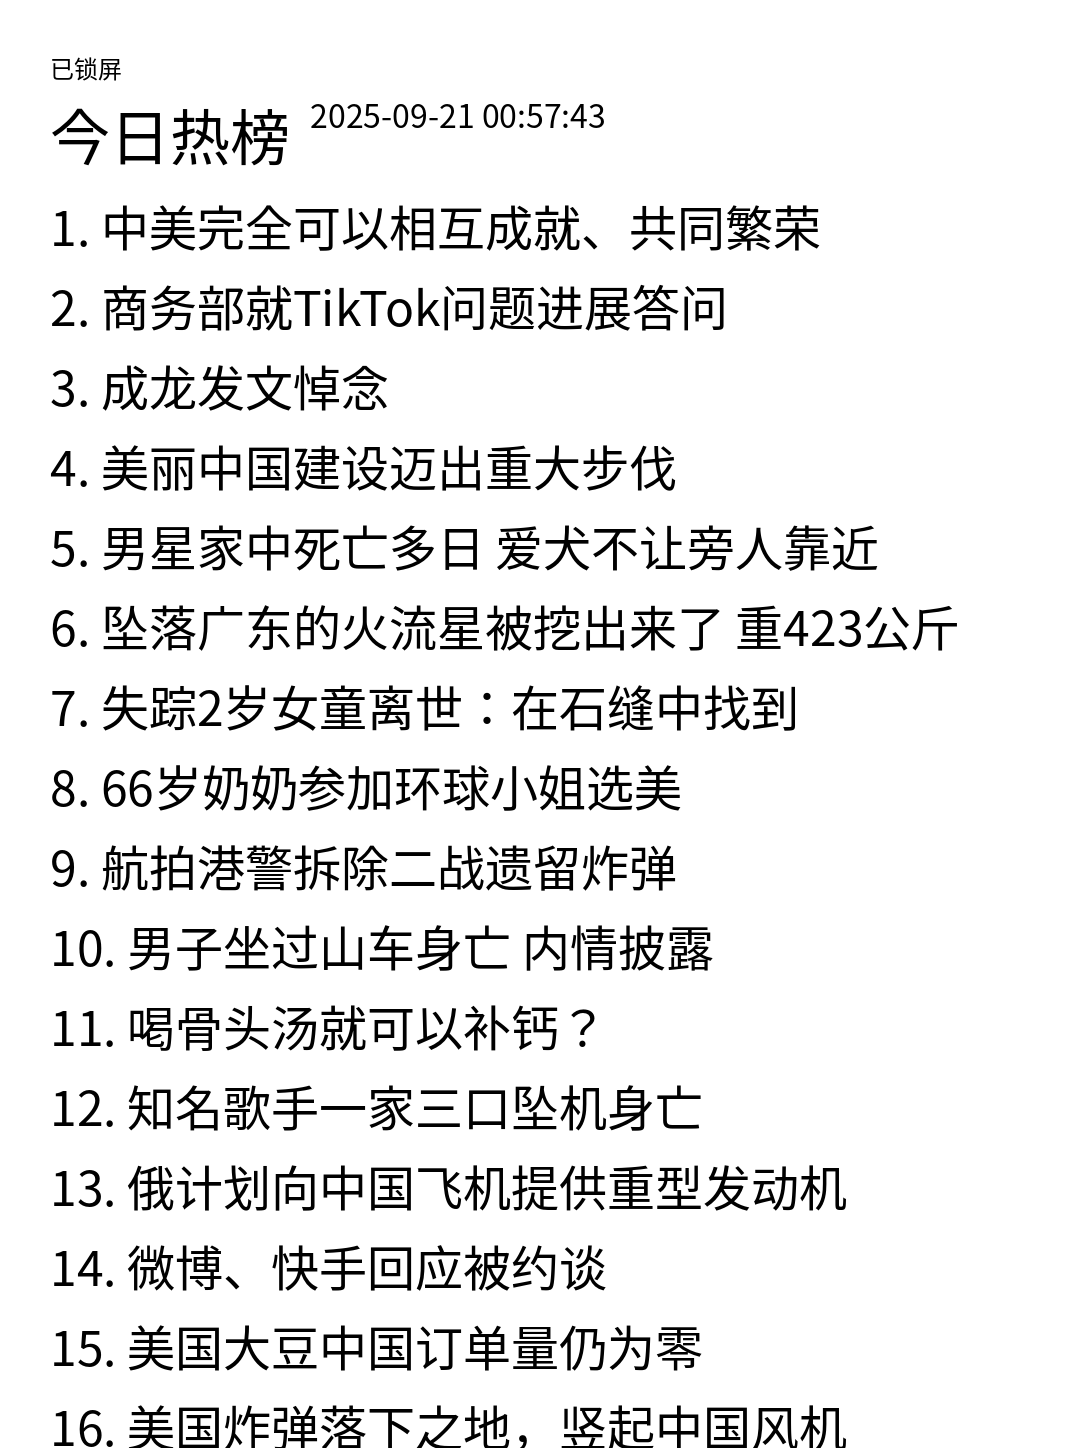 已锁屏
今日热榜 2025-09-21 00:57:43
1. 中美完全可以相互成就、共同繁荣
2. 商务部就TikTok问题进展答问
3. 成龙发文悼念
4. 美丽中国建设迈出重大步伐
5. 男星家中死亡多日 爱犬不让旁人靠近
6. 坠落广东的火流星被挖出来了 重423公斤
7. 失踪2岁女童离世：在石缝中找到
8. 66岁奶奶参加环球小姐选美
9. 航拍港警拆除二战遗留炸弹
10. 男子坐过山车身亡 内情披露
11. 喝骨头汤就可以补钙？
12. 知名歌手一家三口坠机身亡
13. 俄计划向中国飞机提供重型发动机
14. 微博、快手回应被约谈
15. 美国大豆中国订单量仍为零
16. 美国炸弹落下之地，竖起中国风机